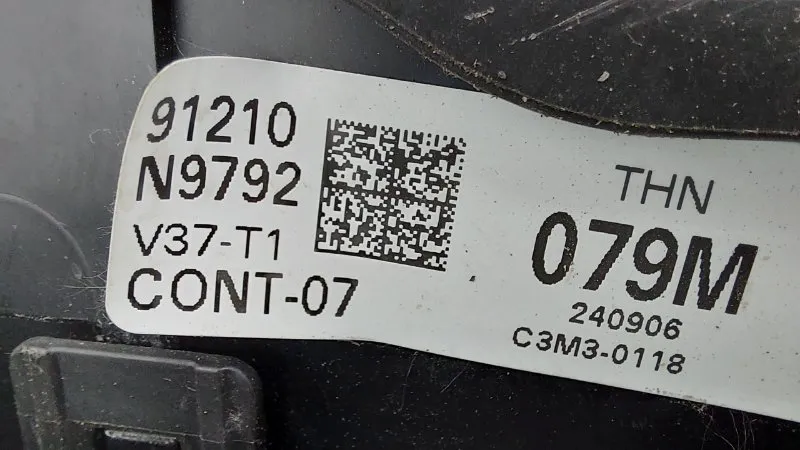 91210
N9792
V37-T1
CONT-07
THN
079M
240906
C3M3-0118